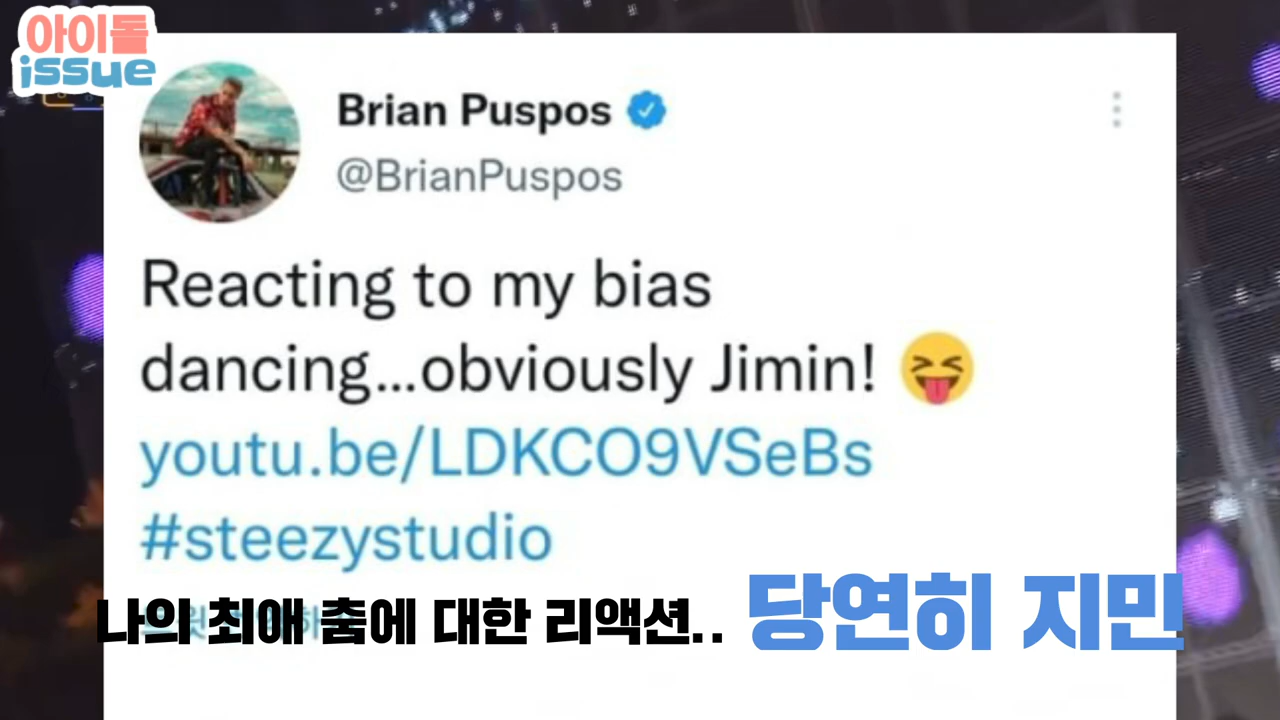 아이돌
issue
Brian Puspos
@BrianPuspos
Reacting to my bias
dancing...obviously Jimin! 😝
youtu.be/LDKCO9VSeBs
#steezystudio
나의 최애 춤에 대한 리액션.. 당연히 지민